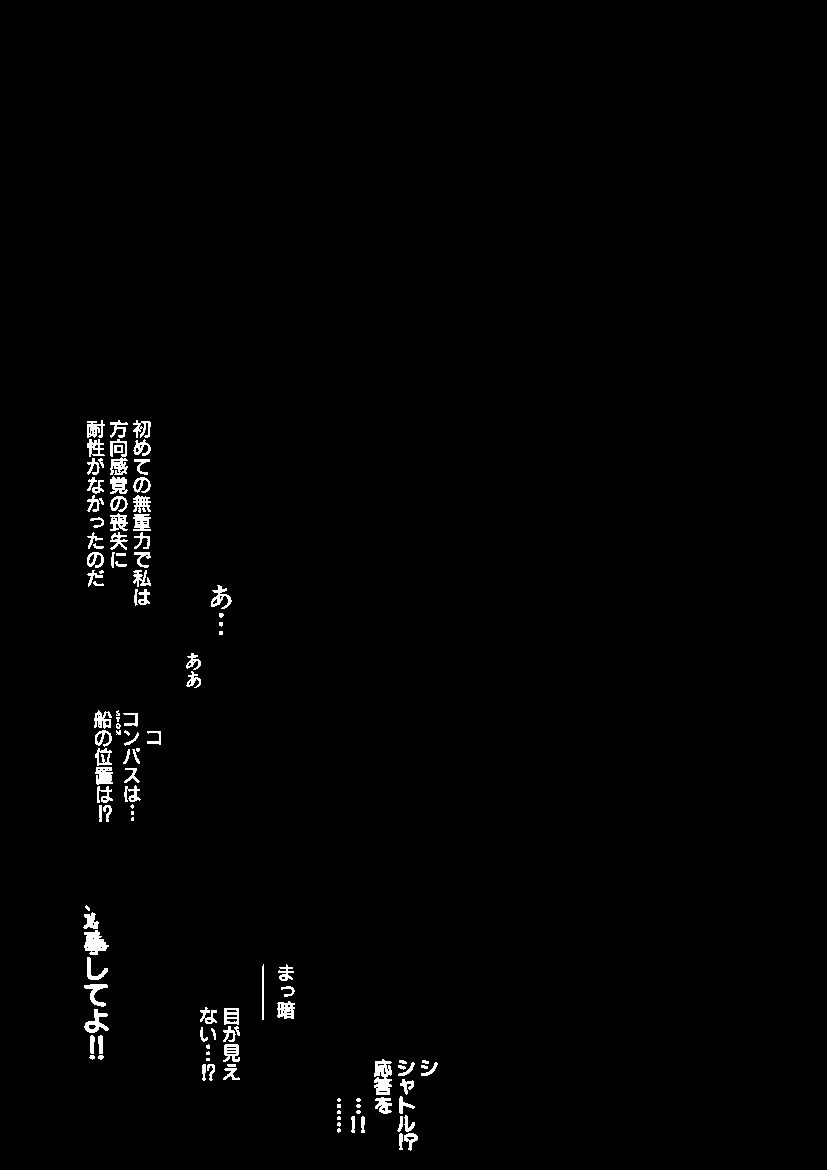 初めての無重力で私は
方向感覚の喪失に
耐性がなかったのだ
あ…
ああ
コ
コンパスは…
船の位置は!?
まっ暗
――
目が見え
ない…!?
シ
シャトル!?
応答を
…!!
……
してよ!!